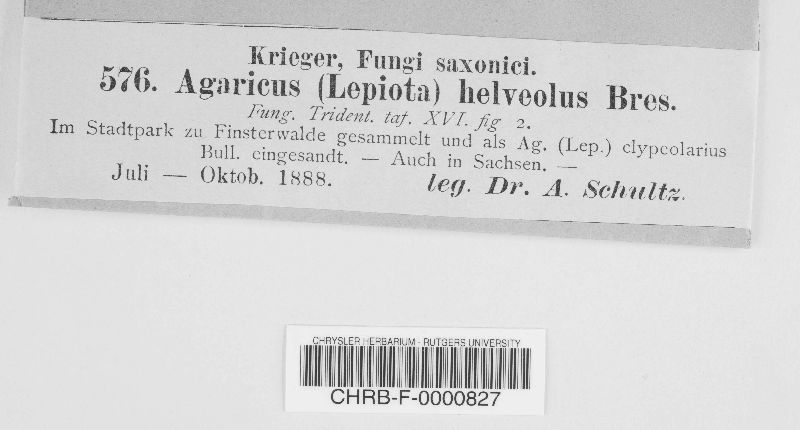 Krieger, Fungi saxonici.
576. Agaricus (Lepiota) helveolus Bres.
Fung. Trident. taf. XVI. fig 2.
Im Stadtpark zu Finsterwalde gesammelt und als Ag. (Lep.) clypeolarius
Bull. eingesandt. — Auch in Sachsen. —
Juli — Oktob. 1888. leg. Dr. A. Schultz.
CHRYSLER HERBARIUM - RUTGERS UNIVERSITY
CHRB-F-0000827